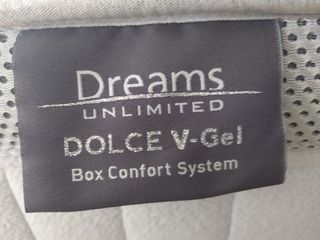 Dreams
UNLIMITED
DOLCE V-Gel
Box Confort System